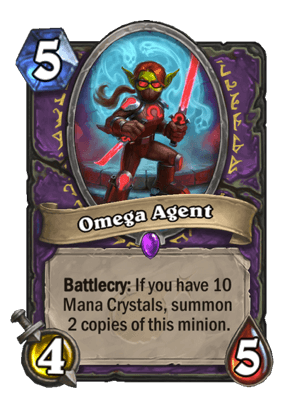 5
Omega Agent
Battlecry: If you have 10
Mana Crystals, summon
2 copies of this minion.
4
5